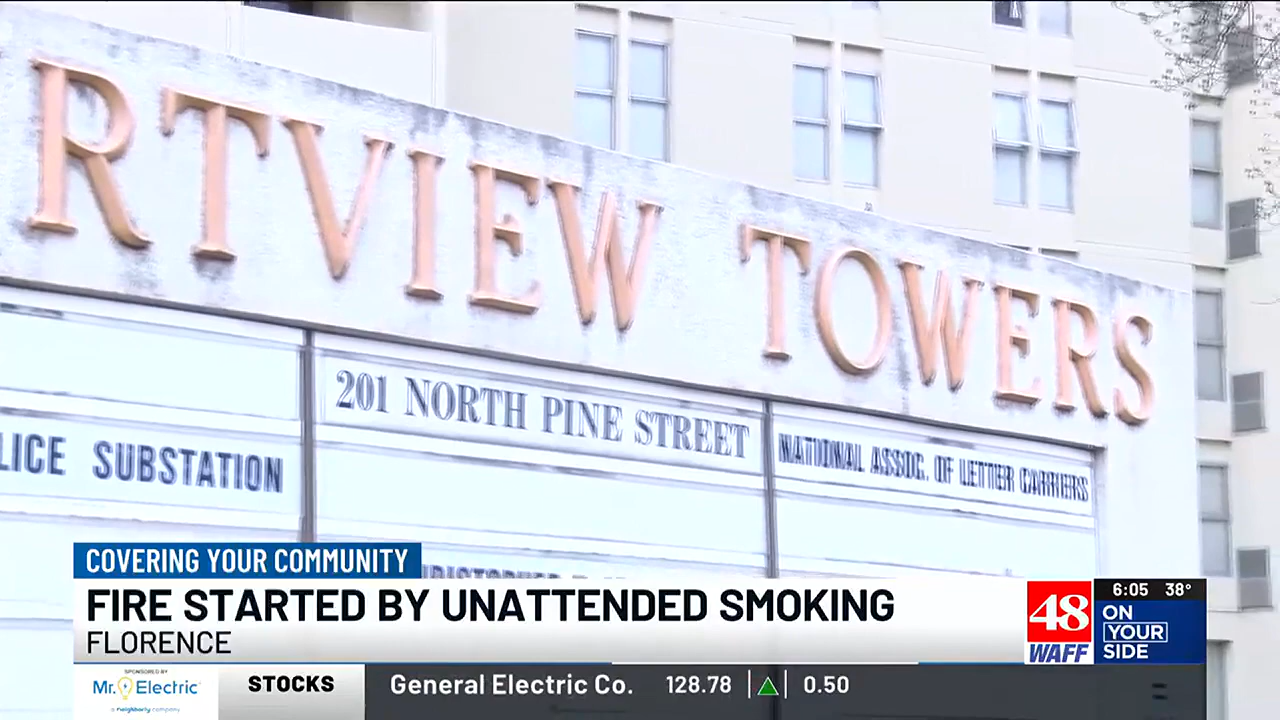 RTVIEW TOWERS
201 NORTH PINE STREET
LICE SUBSTATION
NATIONAL ASSOC. OF LETTER CARRIERS
COVERING YOUR COMMUNITY
FIRE STARTED BY UNATTENDED SMOKING
FLORENCE
48
WAFF
6:05 38°
ON
YOUR
SIDE
SPONSORED BY
Mr. Electric
a neighborly company
STOCKS
General Electric Co. 128.78 0.50